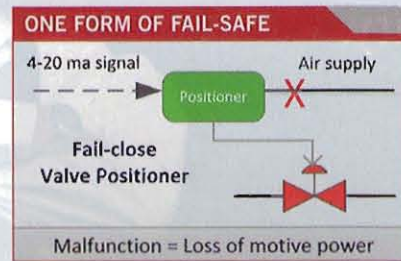 ONE FORM OF FAIL-SAFE
4-20 ma signal
Air supply
Positioner
Fail-close
Valve Positioner
Malfunction = Loss of motive power